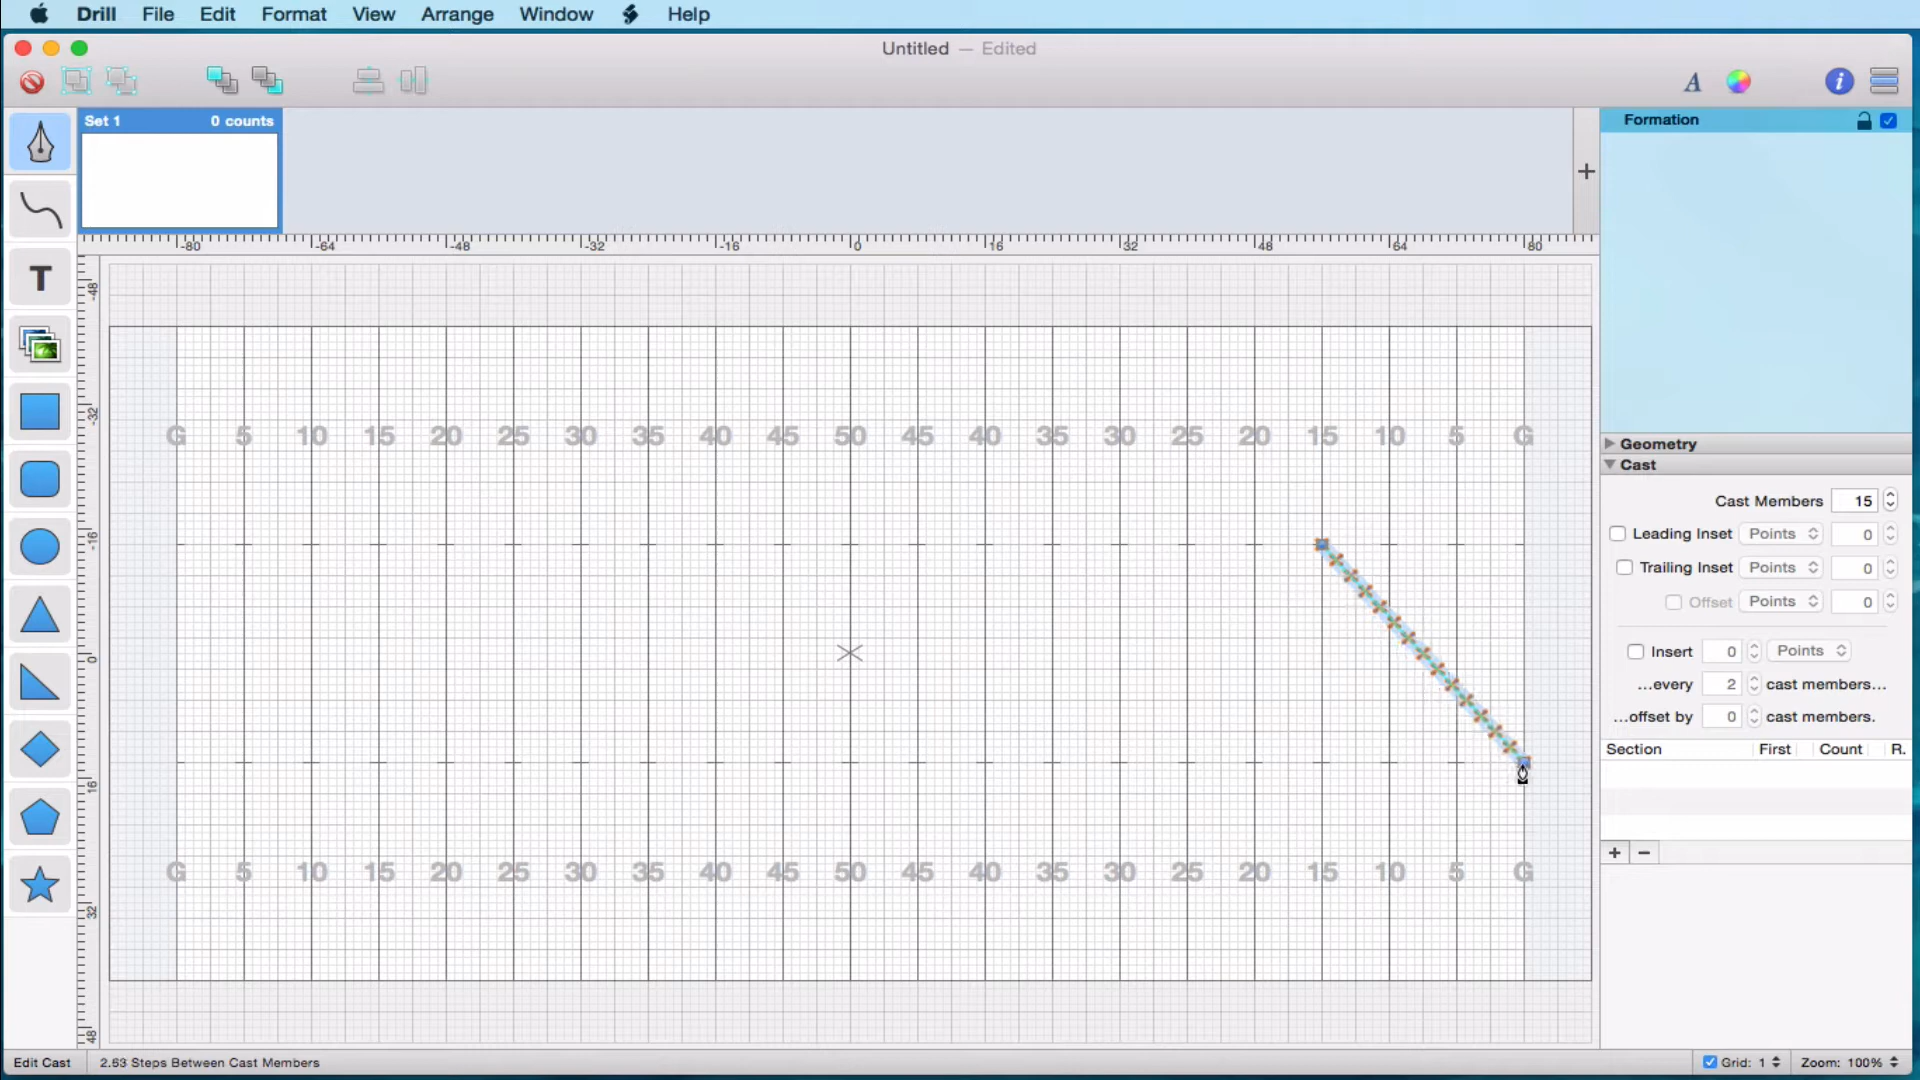 Drill File Edit Format View Arrange Window Help
Untitled — Edited
A i
Set 1 0 counts
Formation
+
-80 -64 -48 -32 -16 0 16 32 48 64 80
T
-48
-32
-16
0
16
32
48
G 5 10 15 20 25 30 35 40 45 50 45 40 35 30 25 20 15 10 5 G
G 5 10 15 20 25 30 35 40 45 50 45 40 35 30 25 20 15 10 5 G
Geometry
Cast
Cast Members 15
Leading Inset Points 0
Trailing Inset Points 0
Offset Points 0
Insert 0 Points
...every 2 cast members...
...offset by 0 cast members.
Section First Count R.
+ −
Edit Cast 2.63 Steps Between Cast Members Grid: 1 Zoom: 100%